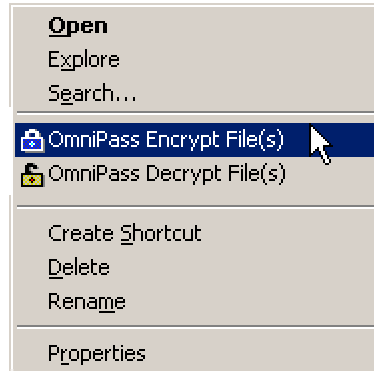 Open
Explore
Search...
OmniPass Encrypt File(s)
OmniPass Decrypt File(s)
Create Shortcut
Delete
Rename
Properties